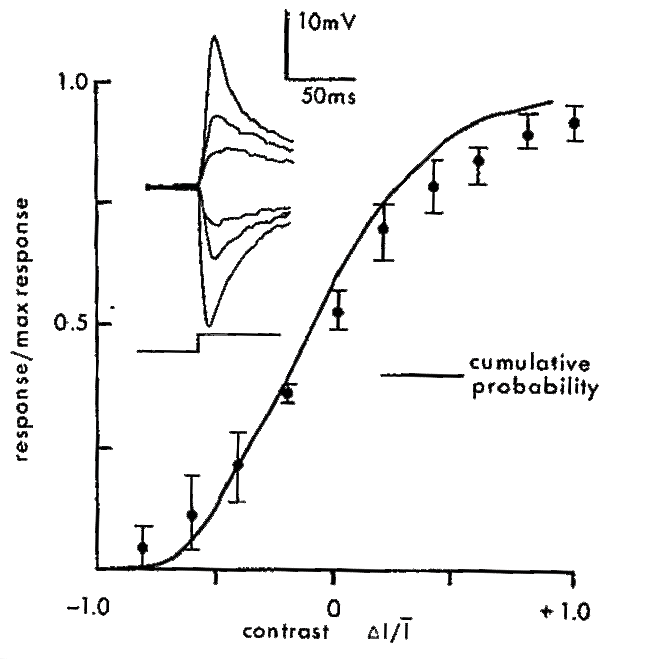 10mV
50ms
1.0
0.5
response/max response
cumulative
probability
-1.0
0
+1.0
contrast ΔI/I̅